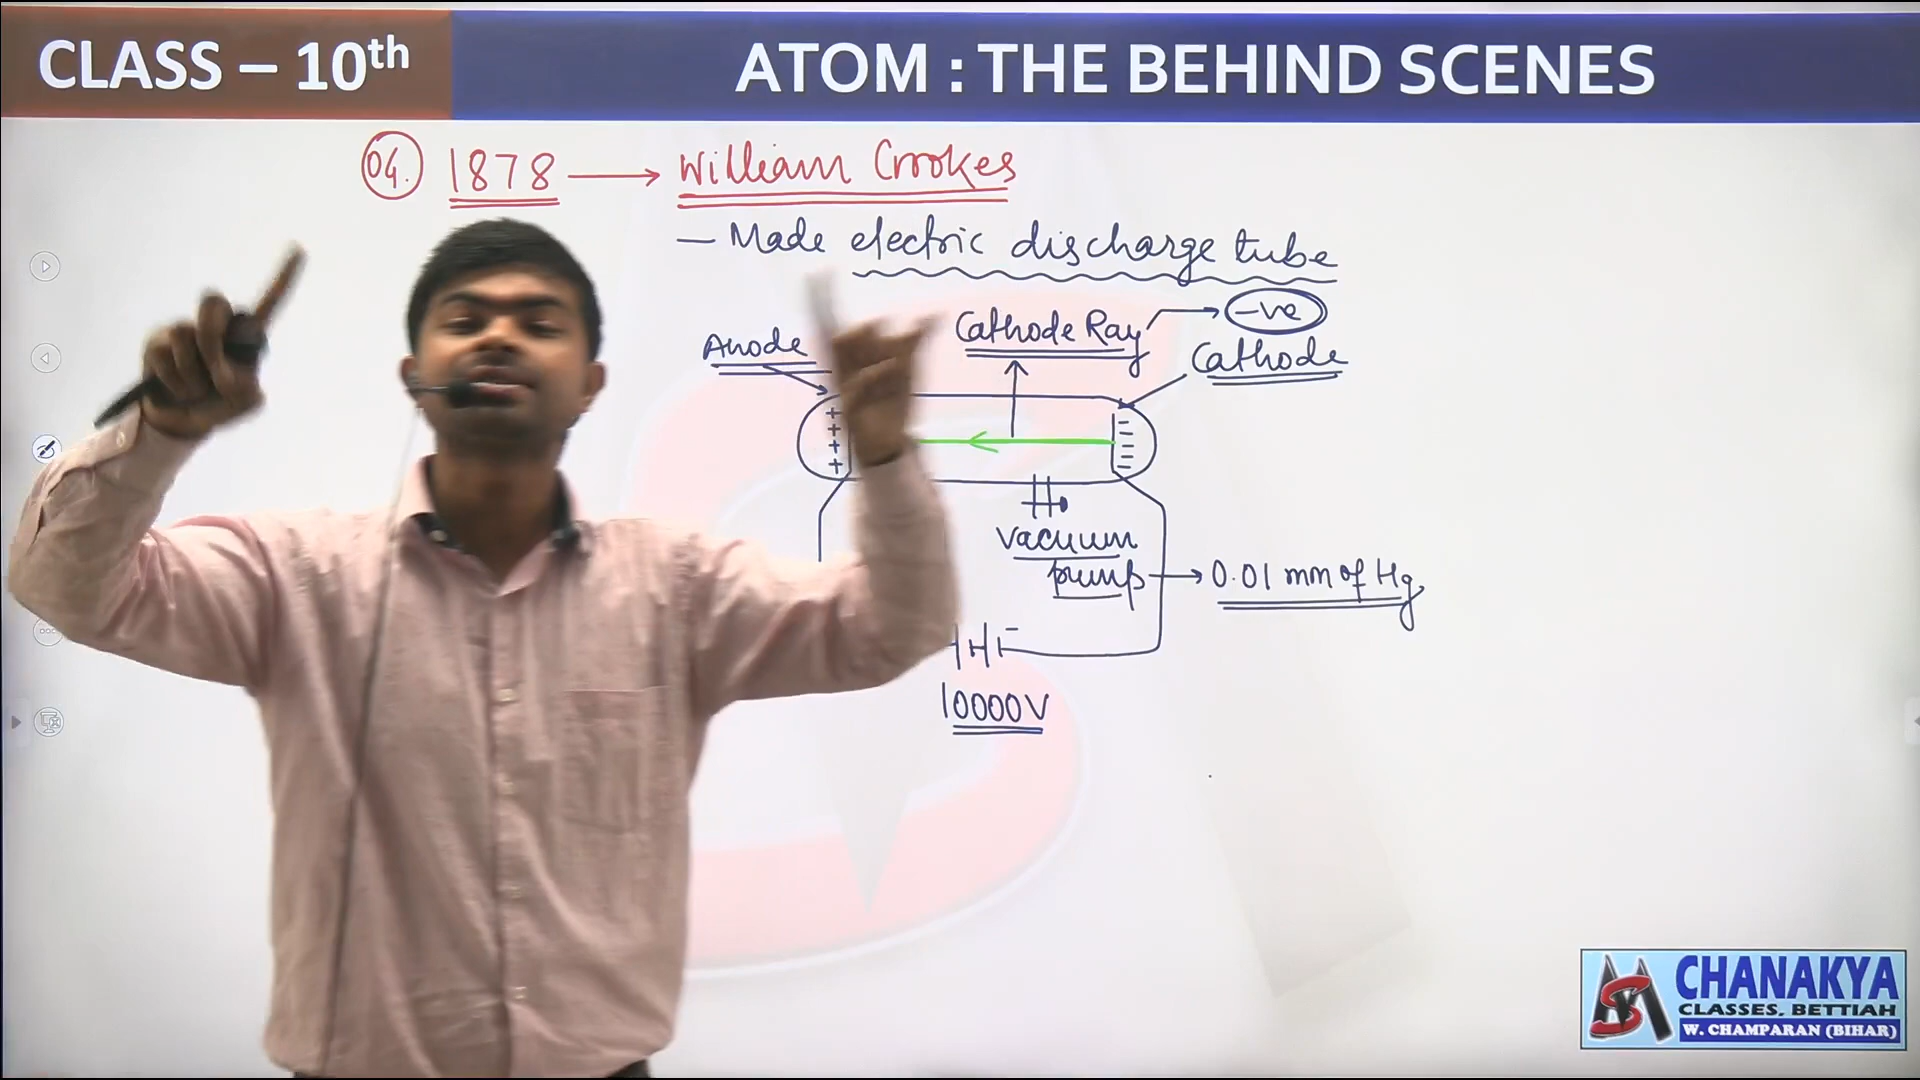 CLASS – 10th
ATOM : THE BEHIND SCENES
04. 1878 → William Crookes
– Made electric discharge tube
Anode
Cathode Ray → -ve
Cathode
+ + + +
– – – – –
Vacuum
pump → 0.01 mm of Hg
–
10000V
CHANAKYA
CLASSES, BETTIAH
W. CHAMPARAN (BIHAR)